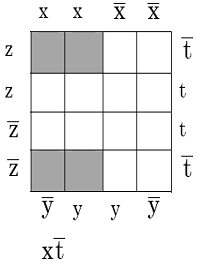 x x x̅ x̅
z t̅
z t
z̅ t
z̅ t̅
y̅ y y y̅
xt̅